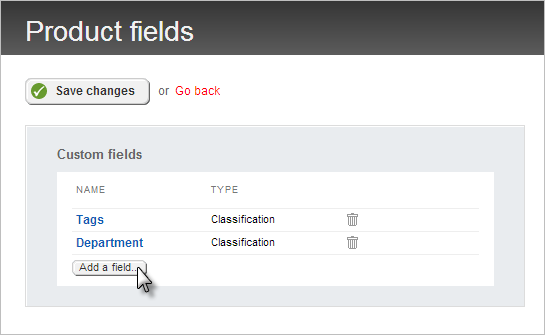 Product fields
Save changes or Go back
Custom fields
NAME TYPE
Tags Classification
Department Classification
Add a field...